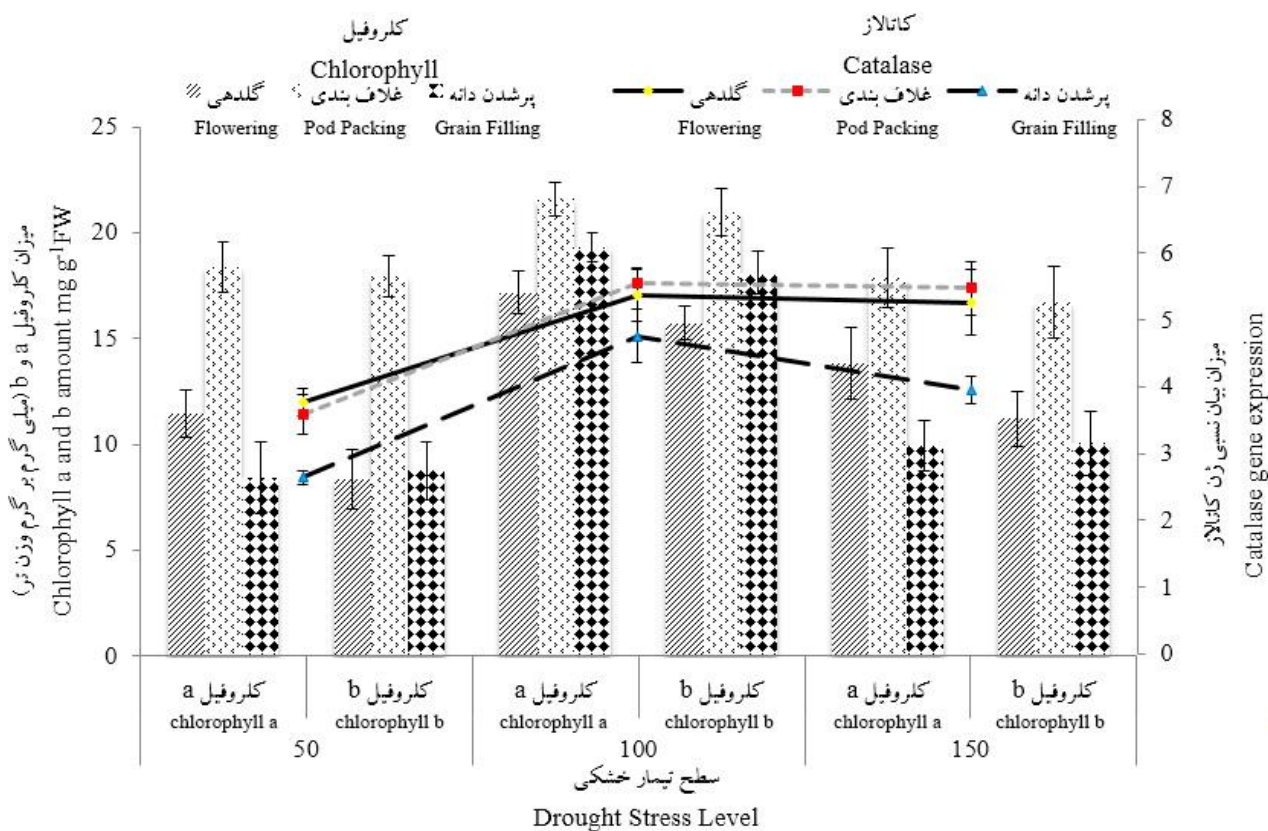 کلروفیل
Chlorophyll
کاتالاز
Catalase
گلدهی غلاف بندی پرشدن دانه
Flowering Pod Packing Grain Filling
گلدهی غلاف بندی پرشدن دانه
Flowering Pod Packing Grain Filling
میزان کلروفیل a و b (میلی گرم بر گرم وزن تر)
Chlorophyll a and b amount mg g⁻¹FW
25
20
15
10
5
0
8
7
6
5
4
3
2
1
0
میزان بیان نسبی ژن کاتالاز
Catalase gene expression
کلروفیل a کلروفیل b کلروفیل a کلروفیل b کلروفیل a کلروفیل b
chlorophyll a chlorophyll b chlorophyll a chlorophyll b chlorophyll a chlorophyll b
50 100 150
سطح تیمار خشکی
Drought Stress Level